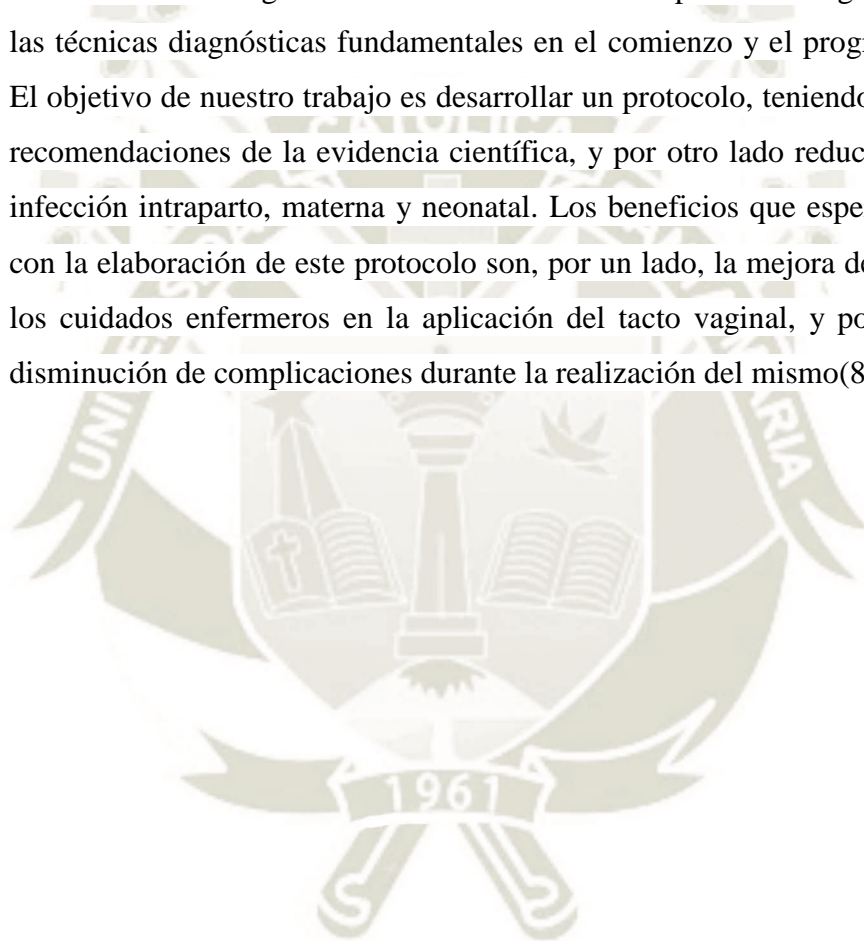 las técnicas diagnósticas fundamentales en el comienzo y el prog
El objetivo de nuestro trabajo es desarrollar un protocolo, teniendo
recomendaciones de la evidencia científica, y por otro lado reduc
infección intraparto, materna y neonatal. Los beneficios que espe
con la elaboración de este protocolo son, por un lado, la mejora de
los cuidados enfermeros en la aplicación del tacto vaginal, y po
disminución de complicaciones durante la realización del mismo(8
1961